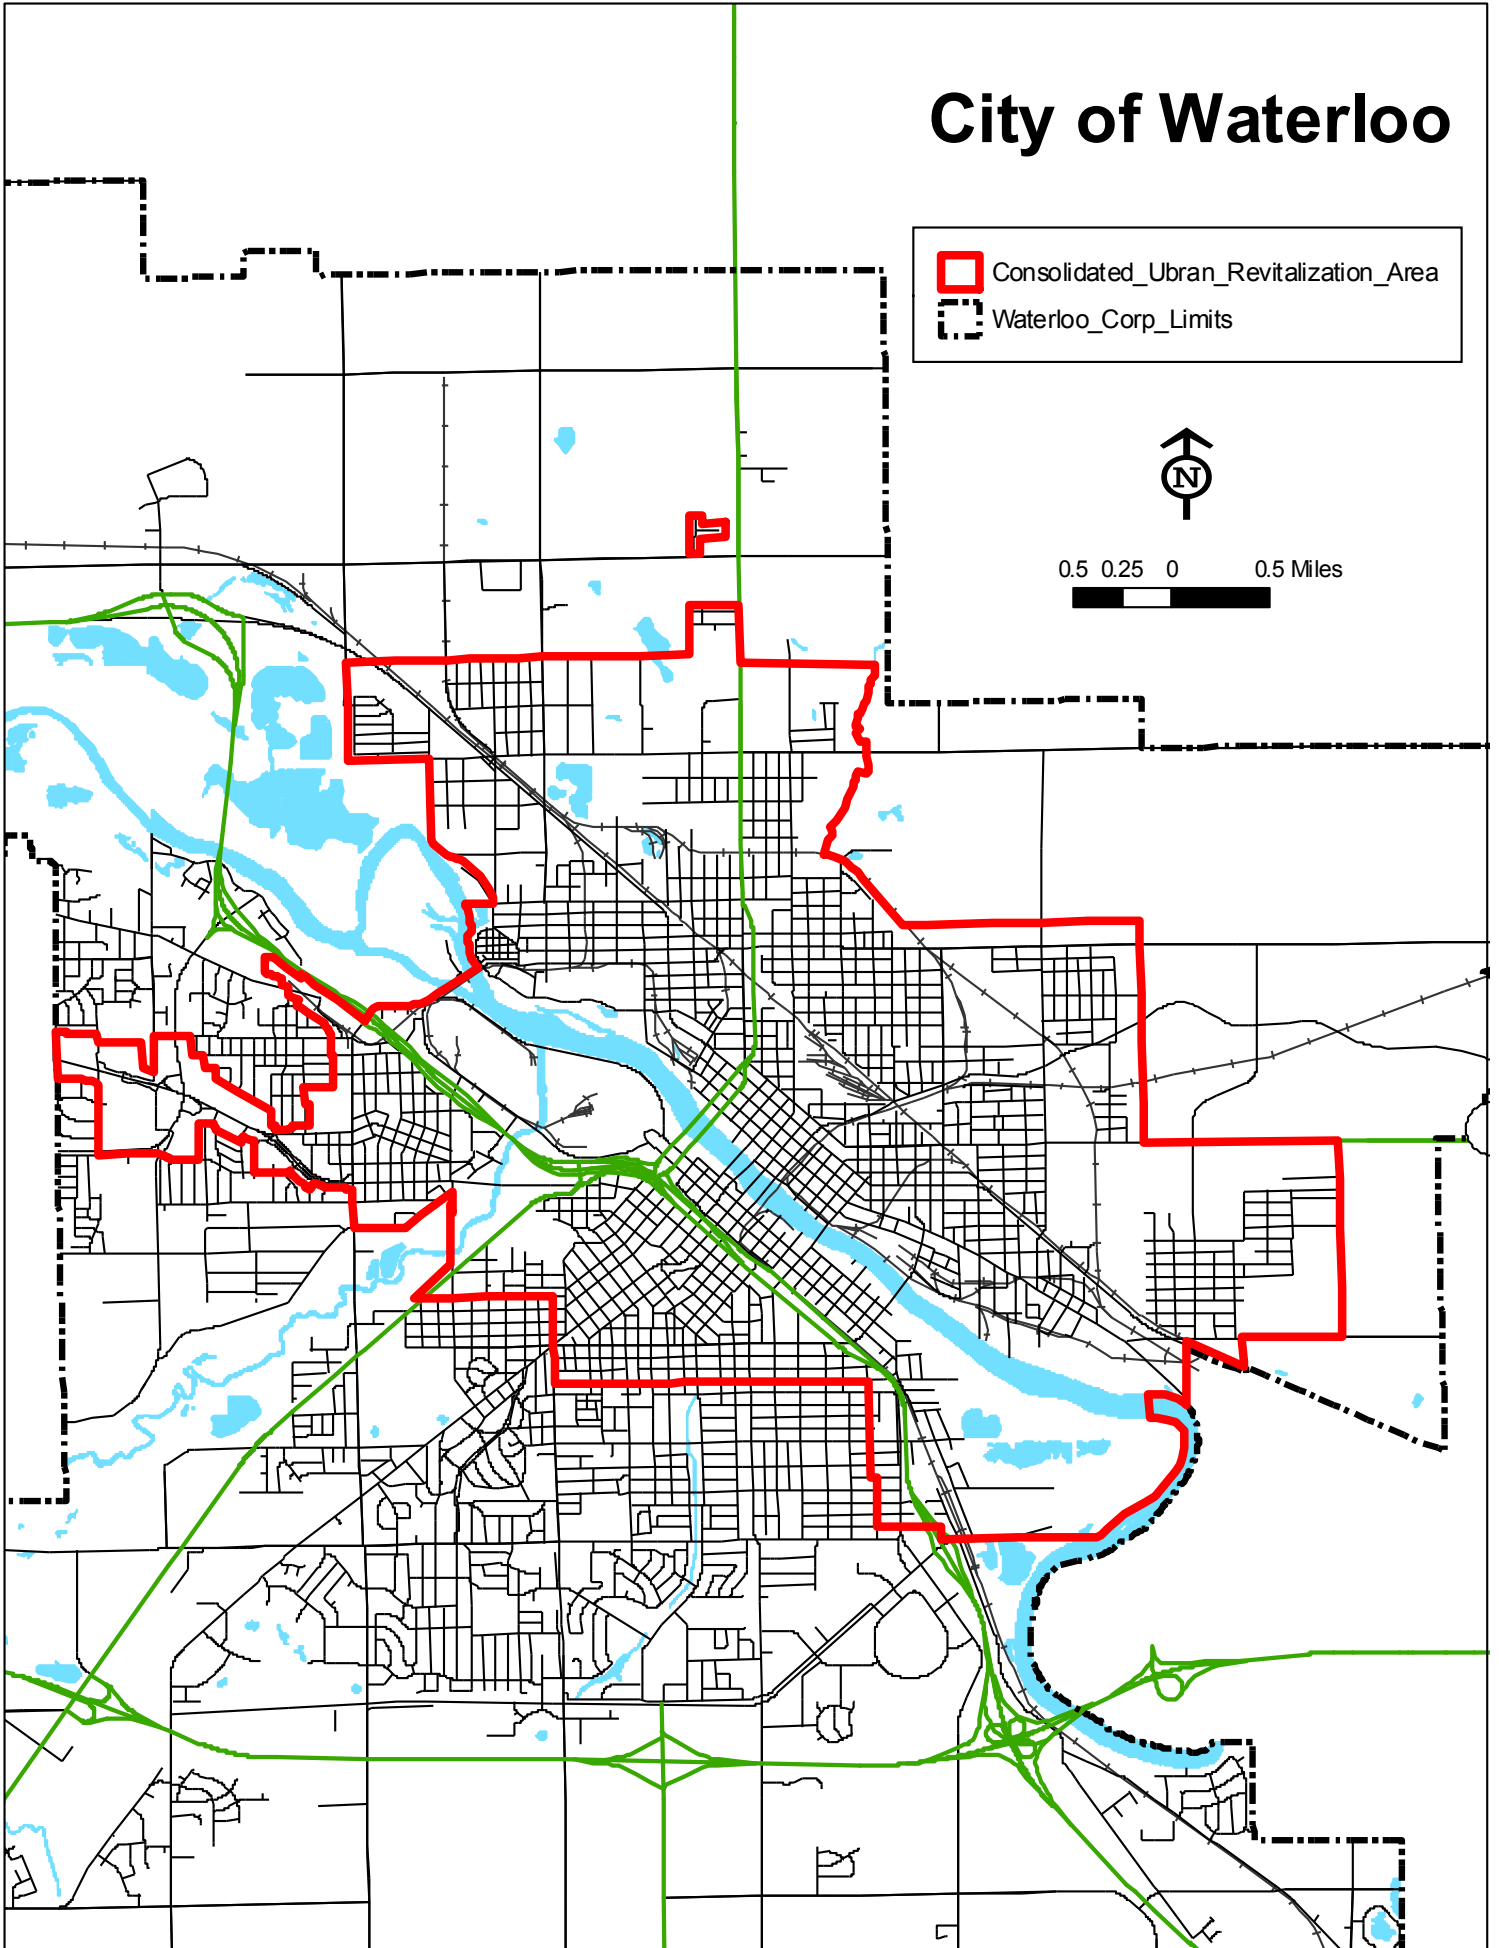 City of Waterloo
Consolidated_Ubran_Revitalization_Area
Waterloo_Corp_Limits
N
0.5 0.25 0 0.5 Miles